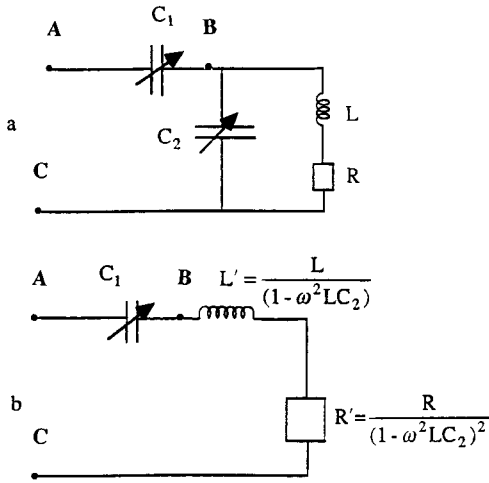 A
C₁
B
a
C₂
L
R
C
A
C₁
B
L' = L / (1 - ω²LC₂)
b
R' = R / (1 - ω²LC₂)²
C